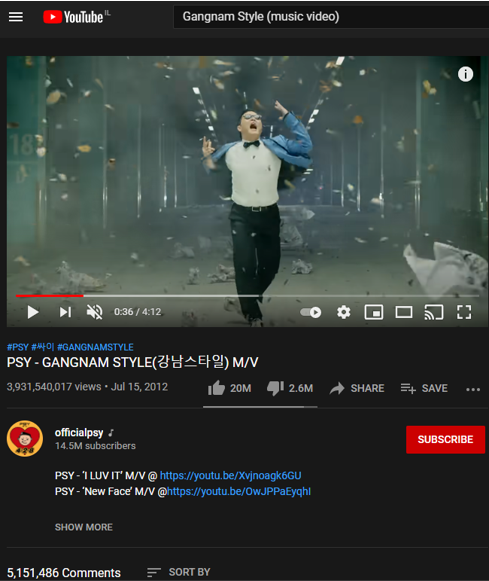 YouTube IL
Gangnam Style (music video)
0:36 / 4:12
#PSY #싸이 #GANGNAMSTYLE
PSY - GANGNAM STYLE(강남스타일) M/V
3,931,540,017 views • Jul 15, 2012
20M 2.6M SHARE SAVE
officialpsy
14.5M subscribers
SUBSCRIBE
PSY - 'I LUV IT' M/V @ https://youtu.be/Xvjnoagk6GU
PSY - 'New Face' M/V @https://youtu.be/OwJPPaEyqhI
SHOW MORE
5,151,486 Comments SORT BY